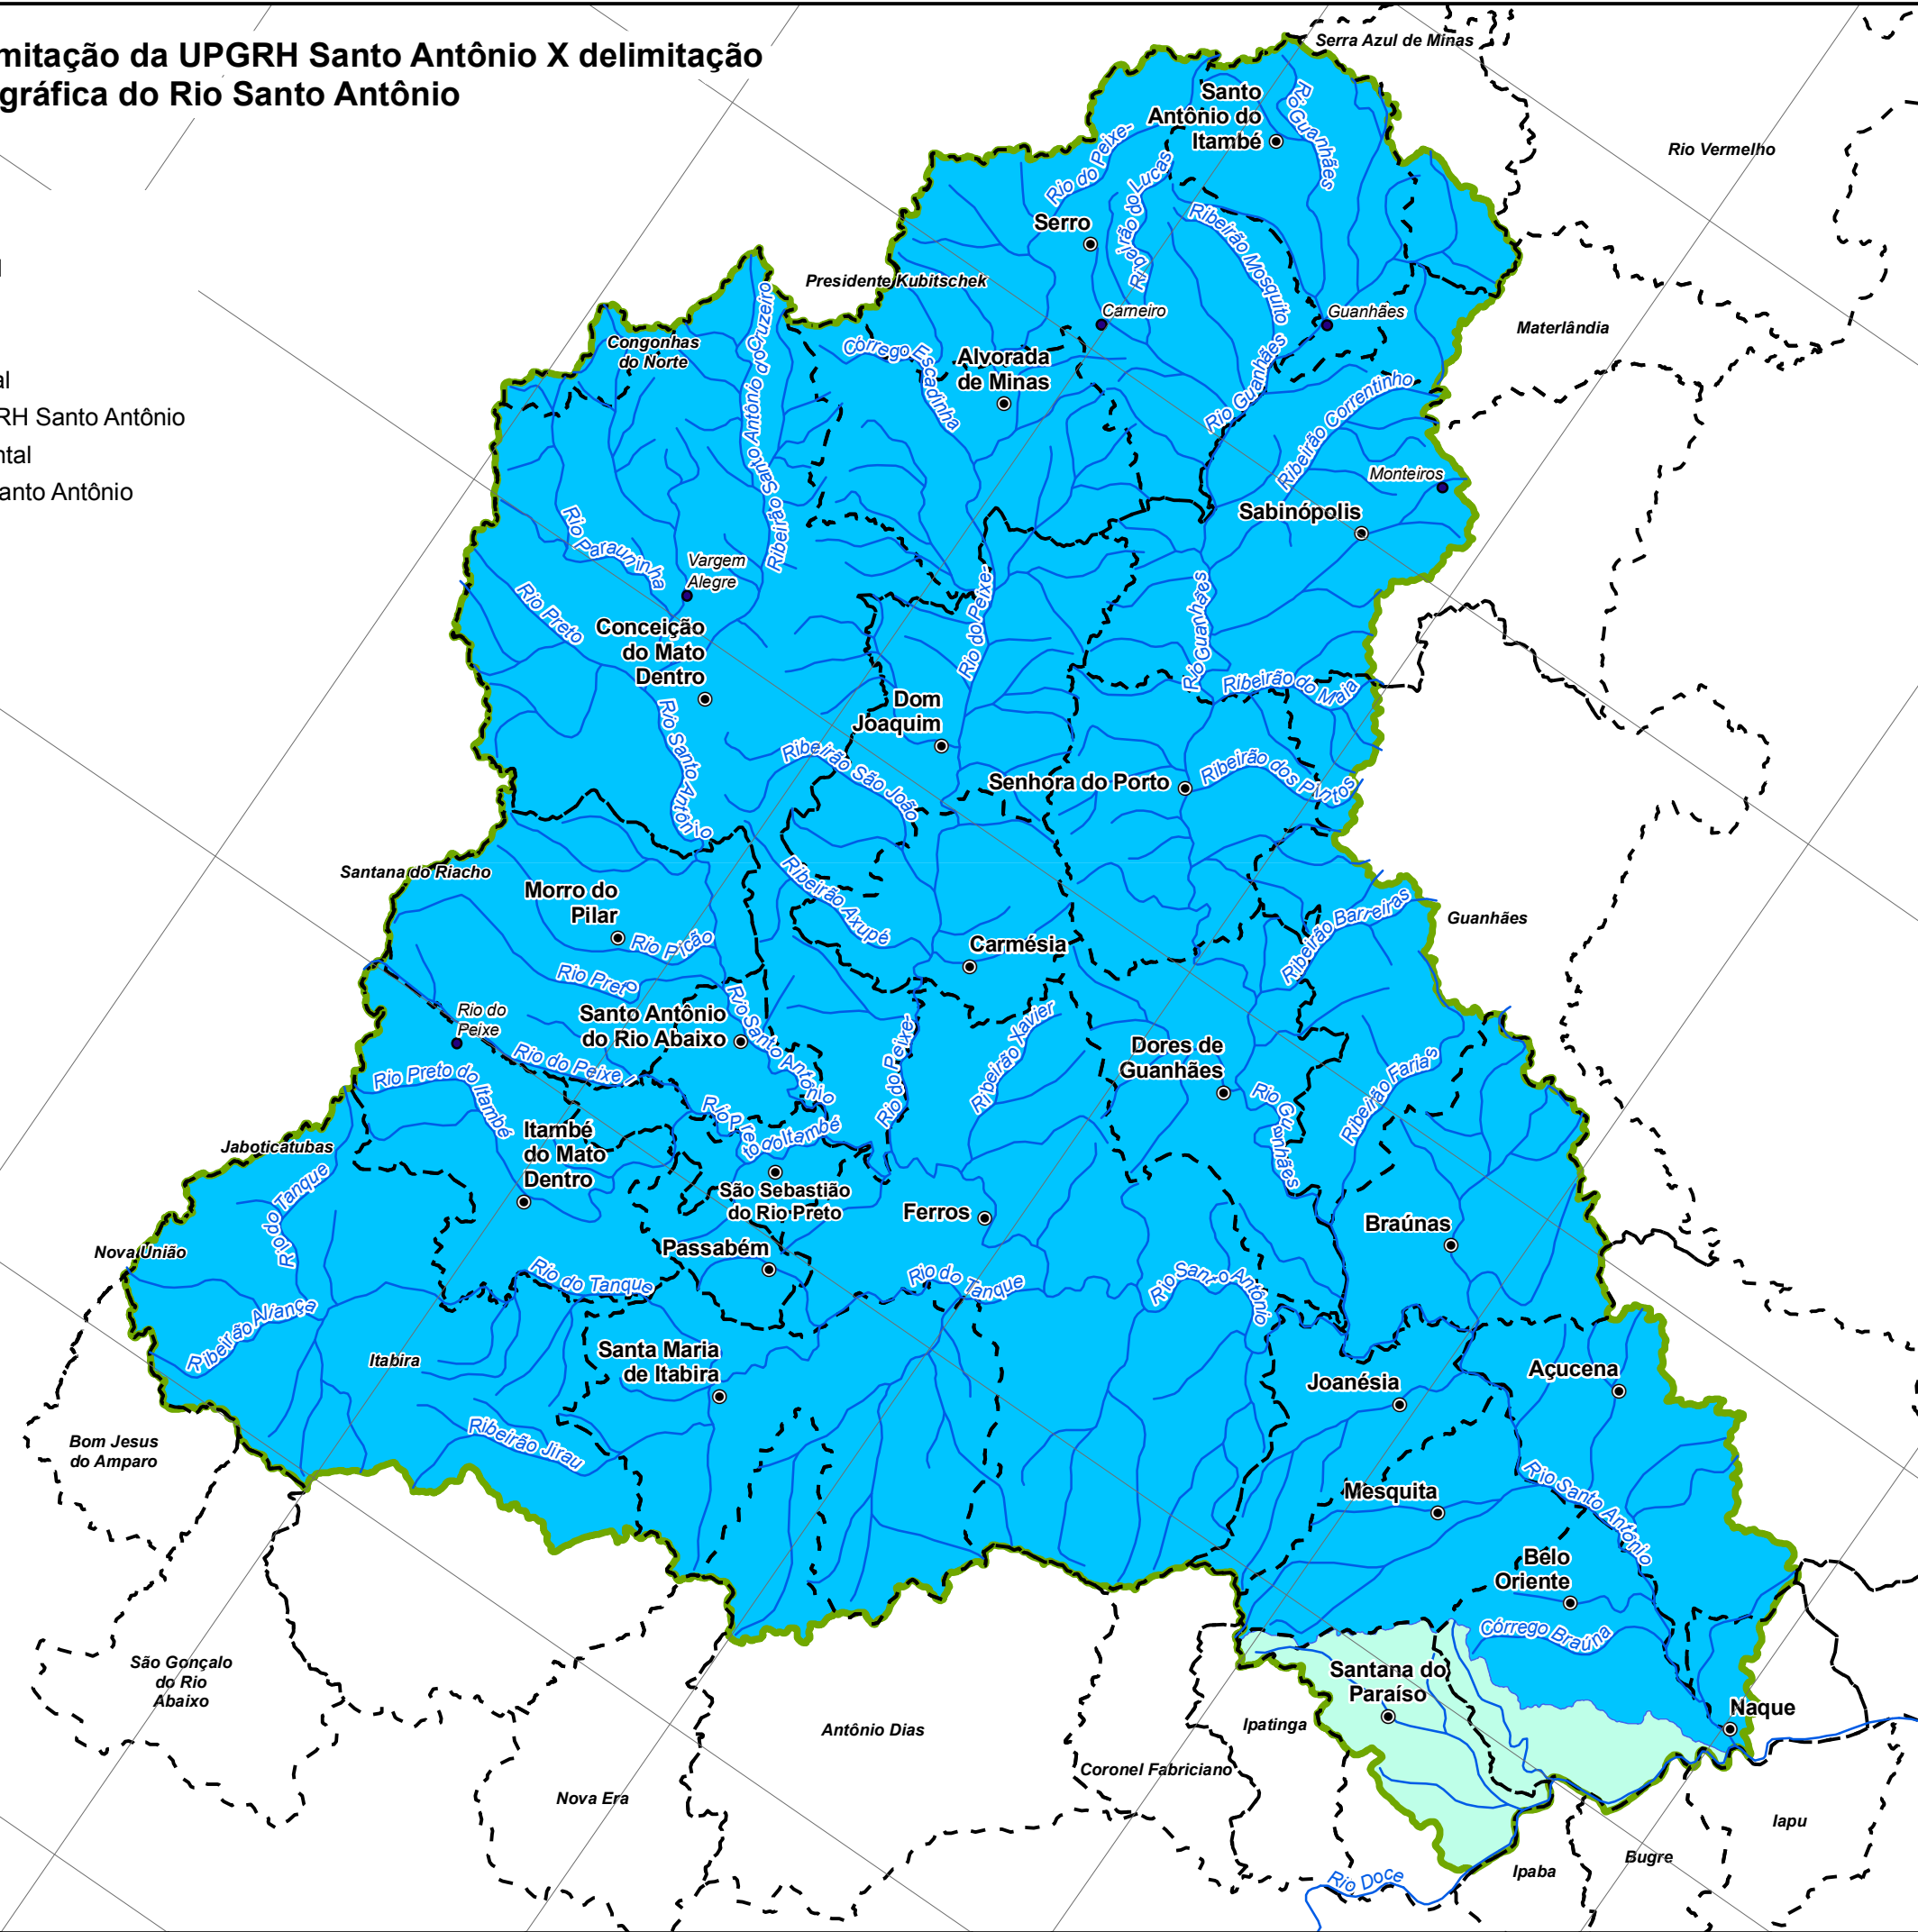 mitação da UPGRH Santo Antônio X delimitação
gráfica do Rio Santo Antônio
RH Santo Antônio
anto Antônio
Serra Azul de Minas
Rio Vermelho
Santo
Antônio do
Itambé
Rio Guanhães
Rio do Peixe-
Ribeirão do Lucas
Serro
Ribeirão Mosquito
Presidente Kubitschek
Carneiro
Guanhães
Materlândia
Congonhas
do Norte
Ribeirão Santo Antônio do Cruzeiro
Córrego Escadinha
Alvorada
de Minas
Rio Guanhães
Ribeirão Correntinho
Monteiros
Sabinópolis
Rio Parauninha
Vargem
Alegre
Rio Preto
Conceição
do Mato
Dentro
Rio do Peixe-
Rio Guanhães
Ribeirão do Maia
Dom
Joaquim
Rio Santo Antônio
Ribeirão São João
Senhora do Porto
Ribeirão dos Pintos
Santana do Riacho
Morro do
Pilar
Ribeirão Axupé
Rio Picão
Carmésia
Ribeirão Barreiras
Guanhães
Rio Preto
Rio do
Peixe
Santo Antônio
do Rio Abaixo
Rio Santo Antônio
Rio do Peixe-
Ribeirão Xavier
Dores de
Guanhães
Rio do Peixe I
Rio Preto do Itambé
Rio Preto do Itambé
Rio Guanhães
Ribeirão Farias
Jaboticatubas
Itambé
do Mato
Dentro
São Sebastião
do Rio Preto
Ferros
Braúnas
Rio do Tanque
Nova União
Passabém
Rio do Tanque
Rio do Tanque
Rio Santo Antônio
Ribeirão Aliança
Itabira
Santa Maria
de Itabira
Joanésia
Açucena
Ribeirão Jirau
Bom Jesus
do Amparo
Mesquita
Rio Santo Antônio
Belo
Oriente
Córrego Braúna
São Gonçalo
do Rio
Abaixo
Santana do
Paraíso
Naque
Antônio Dias
Ipatinga
Coronel Fabriciano
Nova Era
Iapu
Bugre
Ipaba
Rio Doce